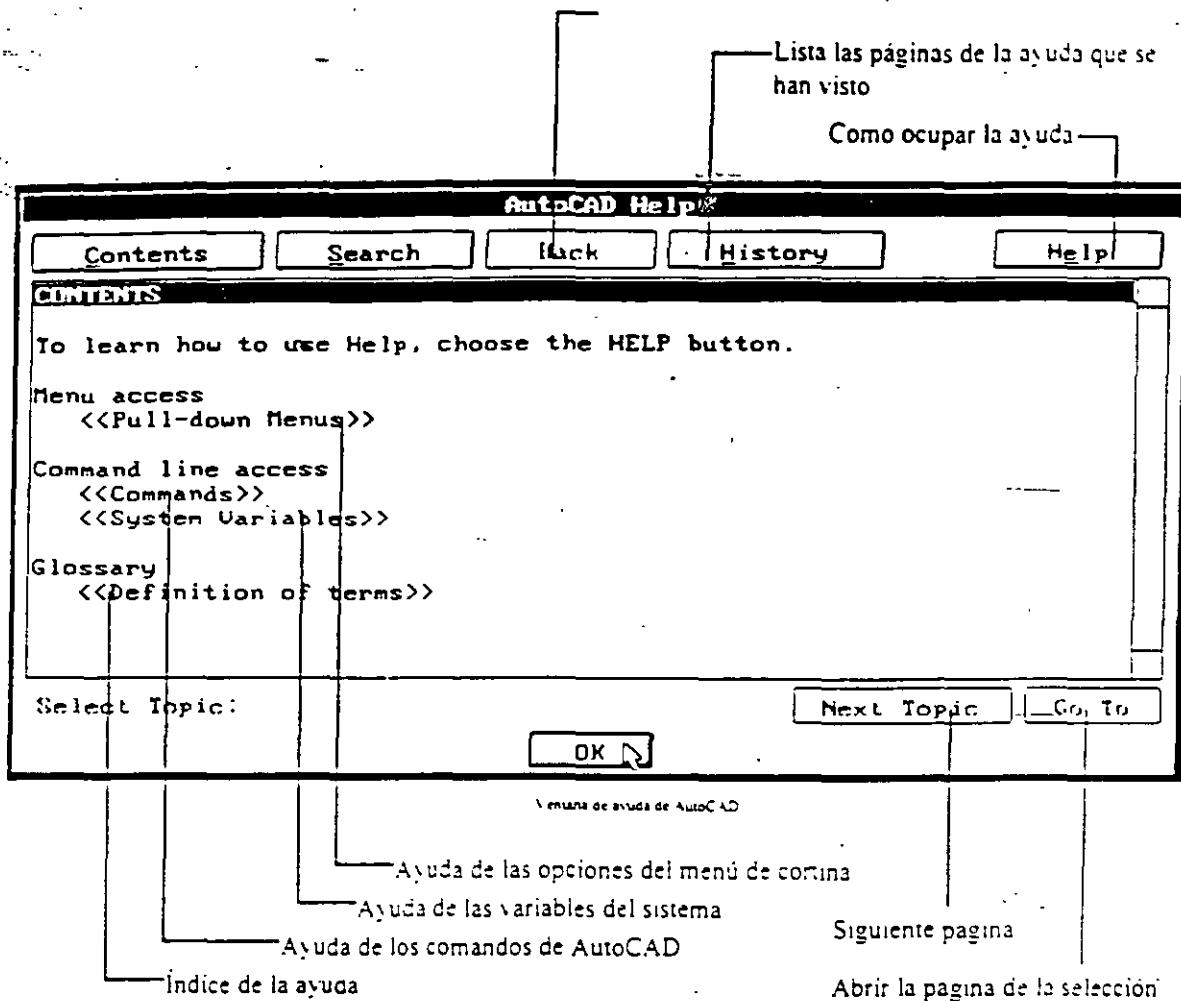 Lista las páginas de la ayuda que se
han visto
Como ocupar la ayuda
AutoCAD Help
Contents Search Back History Help
CONTENTS
To learn how to use Help, choose the HELP button.
Menu access
<<Pull-down Menus>>
Command line access
<<Commands>>
<<System Variables>>
Glossary
<<Definition of terms>>
Select Topic:
Next Topic Go To
OK
Ventana de ayuda de AutoCAD
Ayuda de las opciones del menú de cortina
Ayuda de las variables del sistema
Ayuda de los comandos de AutoCAD
Índice de la ayuda
Siguiente pagina
Abrir la pagina de la selección